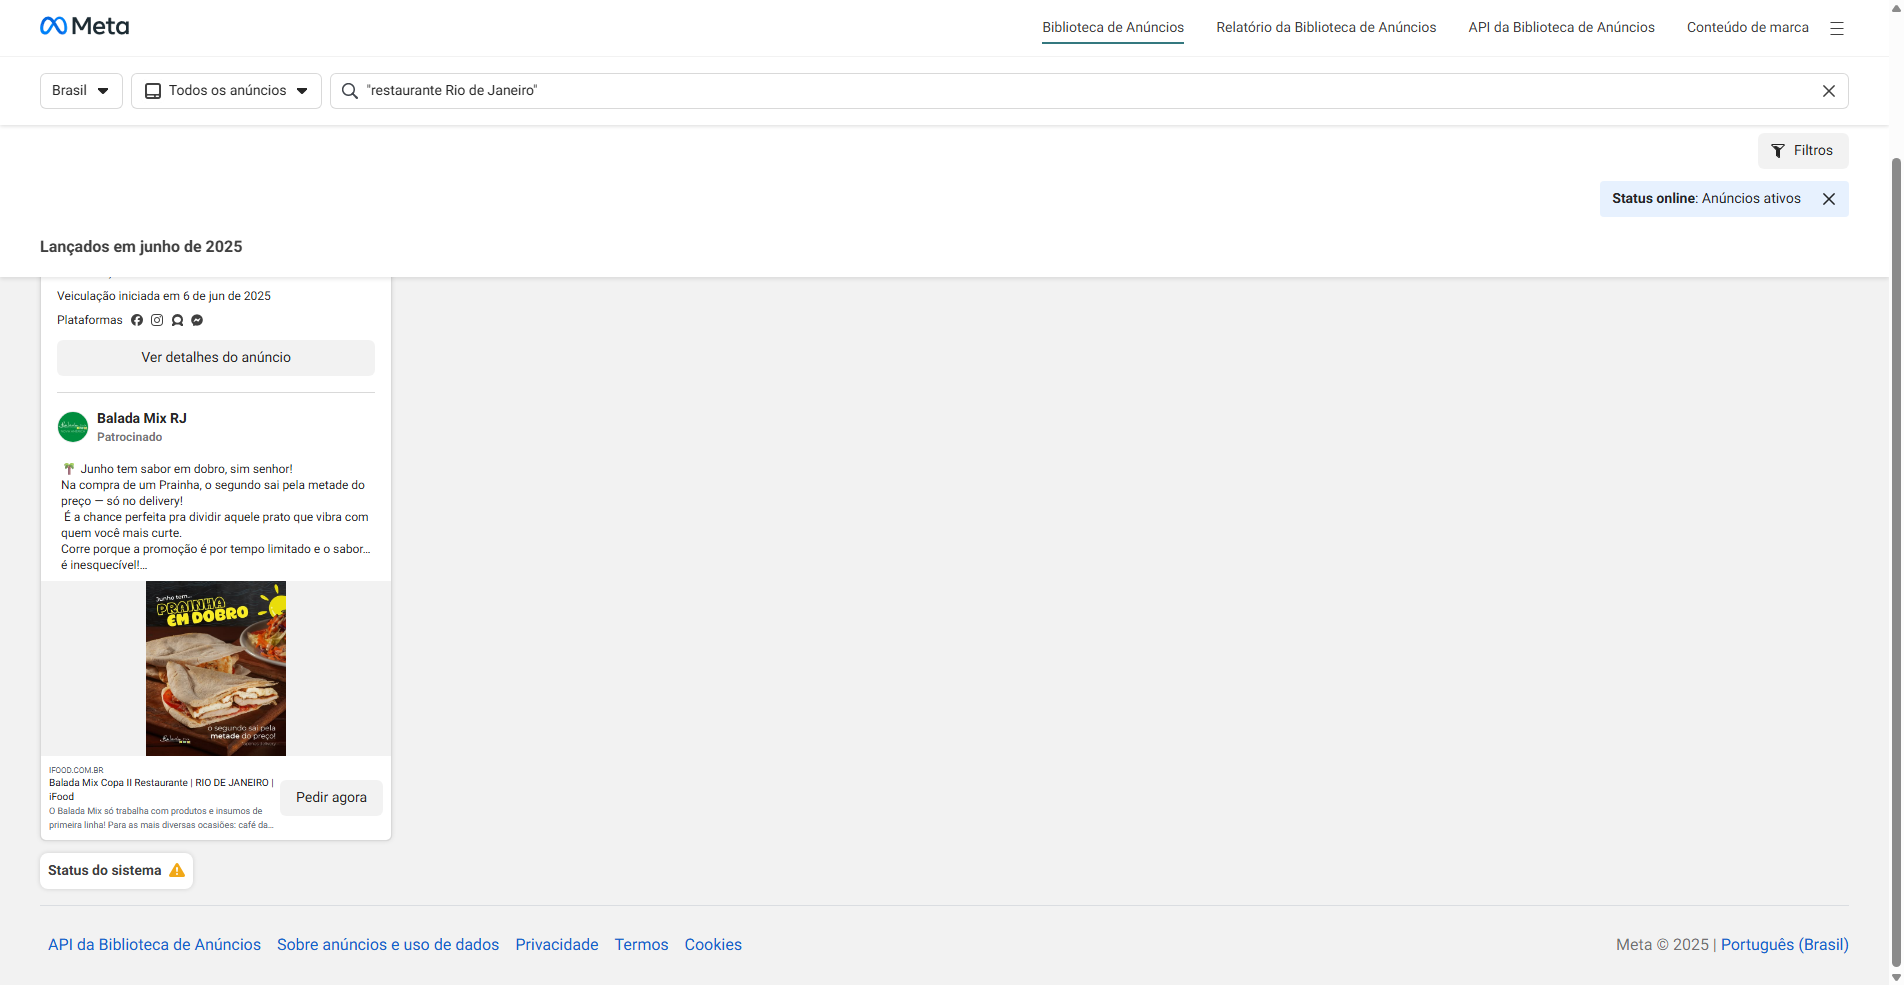 Meta
Biblioteca de Anúncios
Relatório da Biblioteca de Anúncios
API da Biblioteca de Anúncios
Conteúdo de marca
Brasil
Todos os anúncios
"restaurante Rio de Janeiro"
Filtros
Status online: Anúncios ativos
Lançados em junho de 2025
Veiculação iniciada em 6 de jun de 2025
Plataformas
Ver detalhes do anúncio
Balada Mix RJ
Patrocinado
Junho tem sabor em dobro, sim senhor!
Na compra de um Prainha, o segundo sai pela metade do
preço — só no delivery!
É a chance perfeita pra dividir aquele prato que vibra com
quem você mais curte.
Corre porque a promoção é por tempo limitado e o sabor...
é inesquecível!...
Junho tem...
PRAINHA
EM DOBRO
o segundo sai pela
metade do preço!
IFOOD.COM.BR
Balada Mix Copa II Restaurante | RIO DE JANEIRO |
iFood
O Balada Mix só trabalha com produtos e insumos de
primeira linha! Para as mais diversas ocasiões: café da...
Pedir agora
Status do sistema
API da Biblioteca de Anúncios
Sobre anúncios e uso de dados
Privacidade
Termos
Cookies
Meta © 2025 | Português (Brasil)